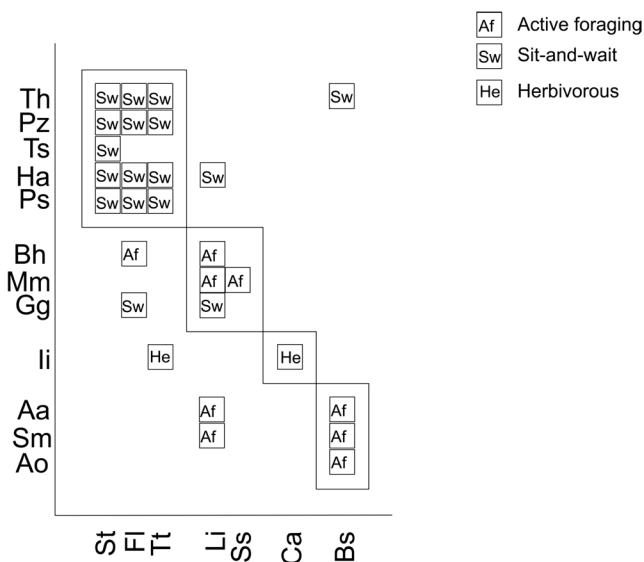 Af Active foraging
Sw Sit-and-wait
He Herbivorous
Th Sw Sw Sw Sw
Pz Sw Sw Sw
Ts Sw
Ha Sw Sw Sw Sw
Ps Sw Sw Sw
Bh Af Af
Mm Af Af
Gg Sw Sw
Ii He He
Aa Af Af
Sm Af Af
Ao Af
St Fl Tt Li Ss Ca Bs